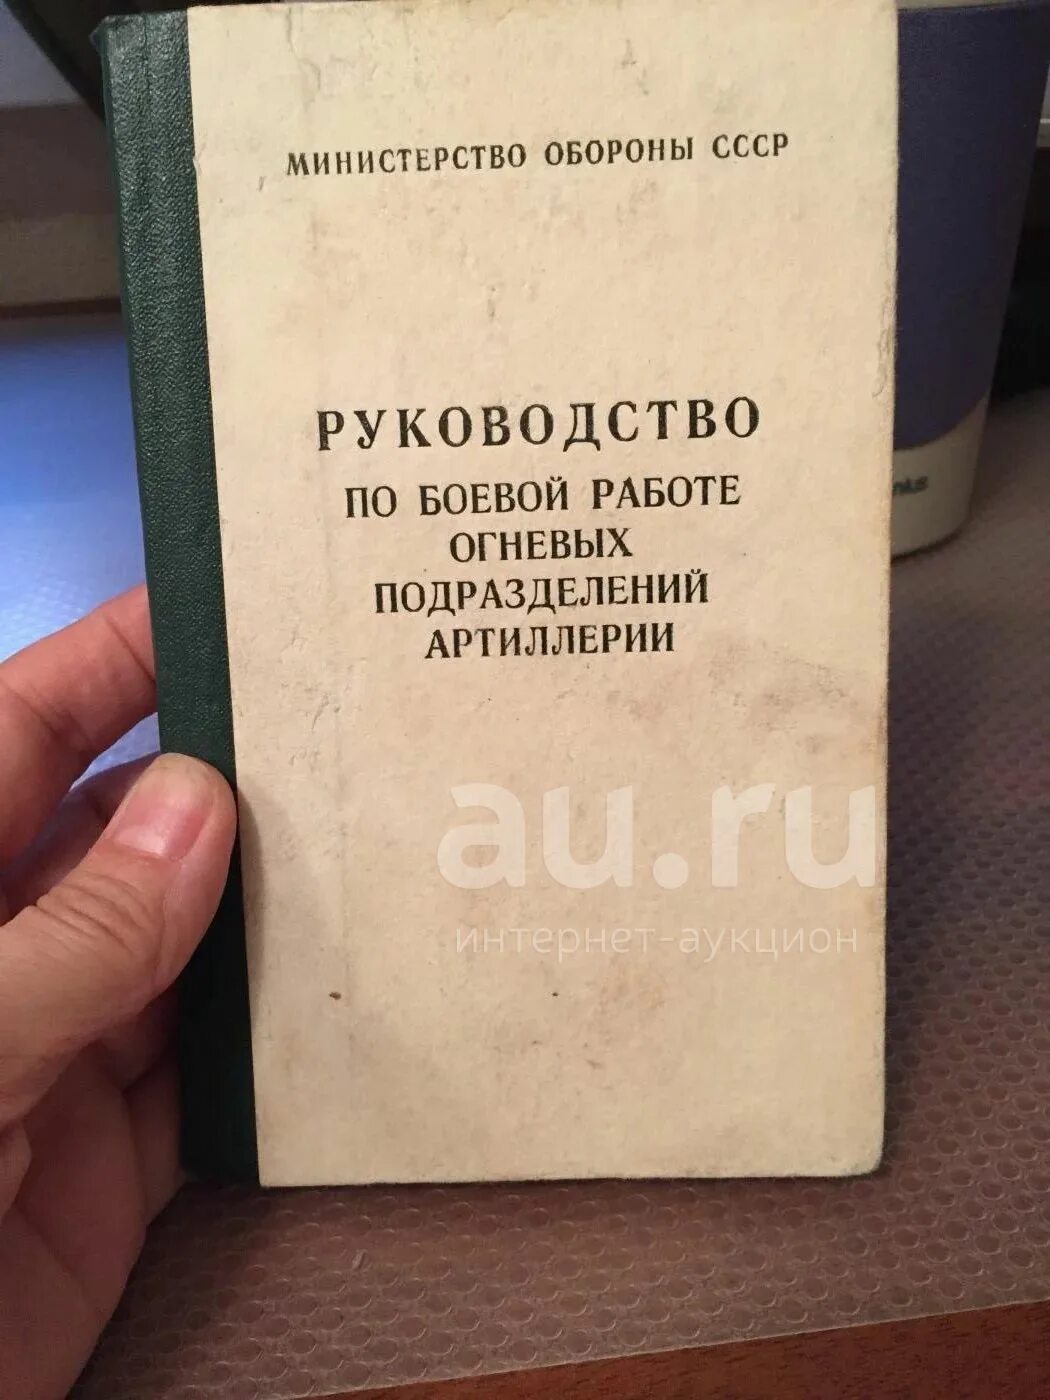 МИНИСТЕРСТВО ОБОРОНЫ СССР
РУКОВОДСТВО
ПО БОЕВОЙ РАБОТЕ
ОГНЕВЫХ
ПОДРАЗДЕЛЕНИЙ
АРТИЛЛЕРИИ
au.ru
интернет-аукцион